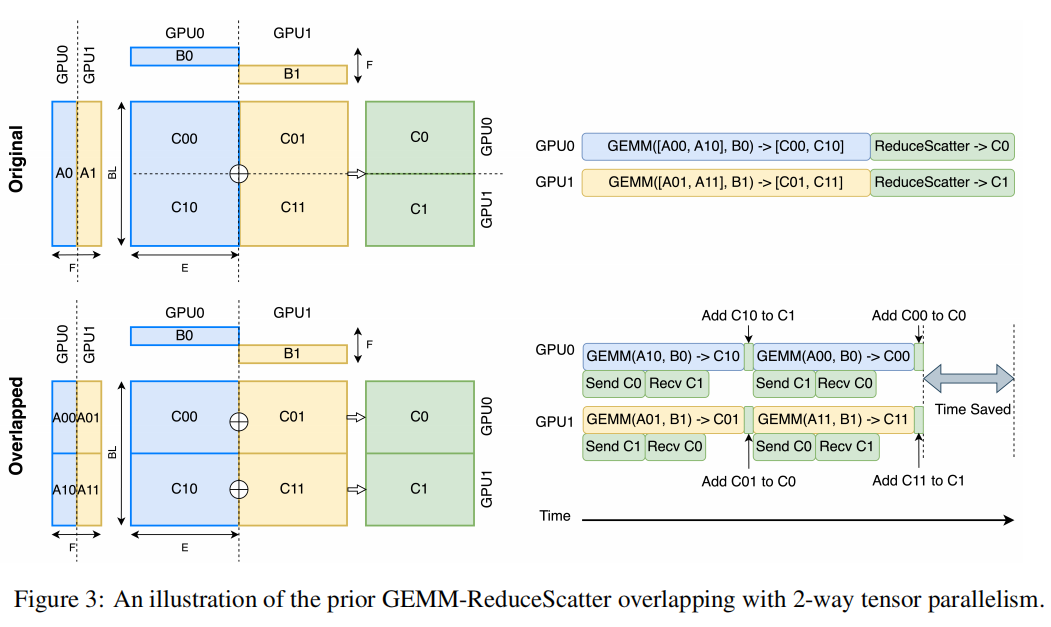 GPU0 GPU1
GPU0
GPU1
B0
B1
F
Original
A0 A1
BL
C00
C01
C10
C11
C0
C1
GPU0
GPU1
F
E
GPU0 GEMM([A00, A10], B0) -> [C00, C10] ReduceScatter -> C0
GPU1 GEMM([A01, A11], B1) -> [C01, C11] ReduceScatter -> C1
GPU0 GPU1
GPU0
GPU1
B0
B1
F
Overlapped
A00 A01
A10 A11
BL
C00
C01
C10
C11
C0
C1
GPU0
GPU1
F
E
Add C10 to C1 Add C00 to C0
GPU0 GEMM(A10, B0) -> C10 GEMM(A00, B0) -> C00
Send C0 Recv C1 Send C1 Recv C0
Time Saved
GPU1 GEMM(A01, B1) -> C01 GEMM(A11, B1) -> C11
Send C1 Recv C0 Send C0 Recv C1
Add C01 to C0 Add C11 to C1
Time
Figure 3: An illustration of the prior GEMM-ReduceScatter overlapping with 2-way tensor parallelism.